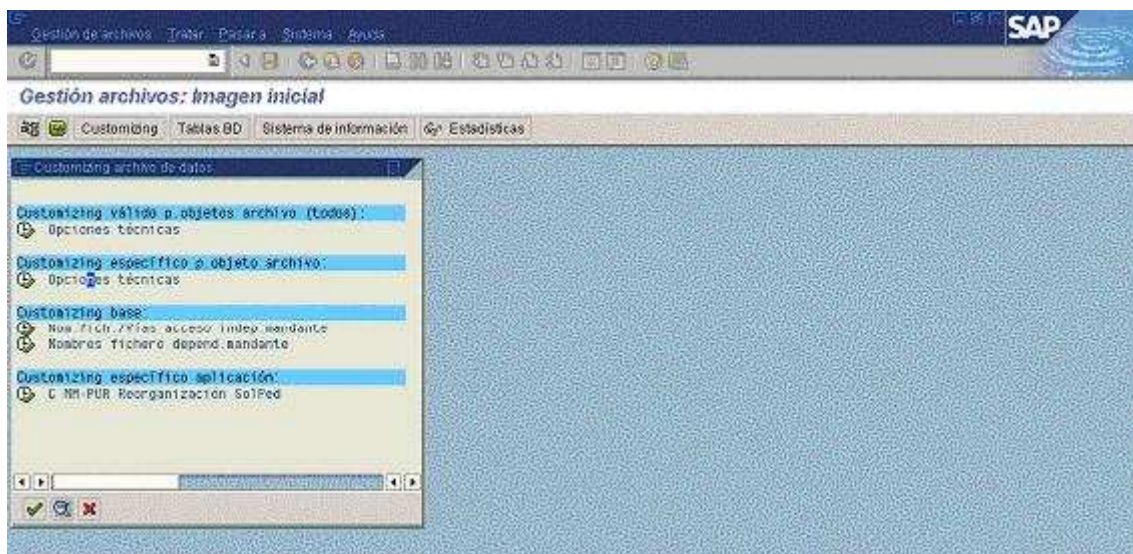 Gestión de archivos Tratar Pasar a Sistema Ayuda
SAP
Gestión archivos: Imagen inicial
Customizing Tablas BD Sistema de información Estadísticas
Customizing archivo de datos
Customizing válido p.objetos archivo (todos):
Opciones técnicas
Customizing específico p.objeto archivo:
Opciones técnicas
Customizing base:
Nom.fich./Vías acceso indep.mandante
Nombres fichero depend.mandante
Customizing específico aplicación:
C MM-PUR Reorganización SolPed